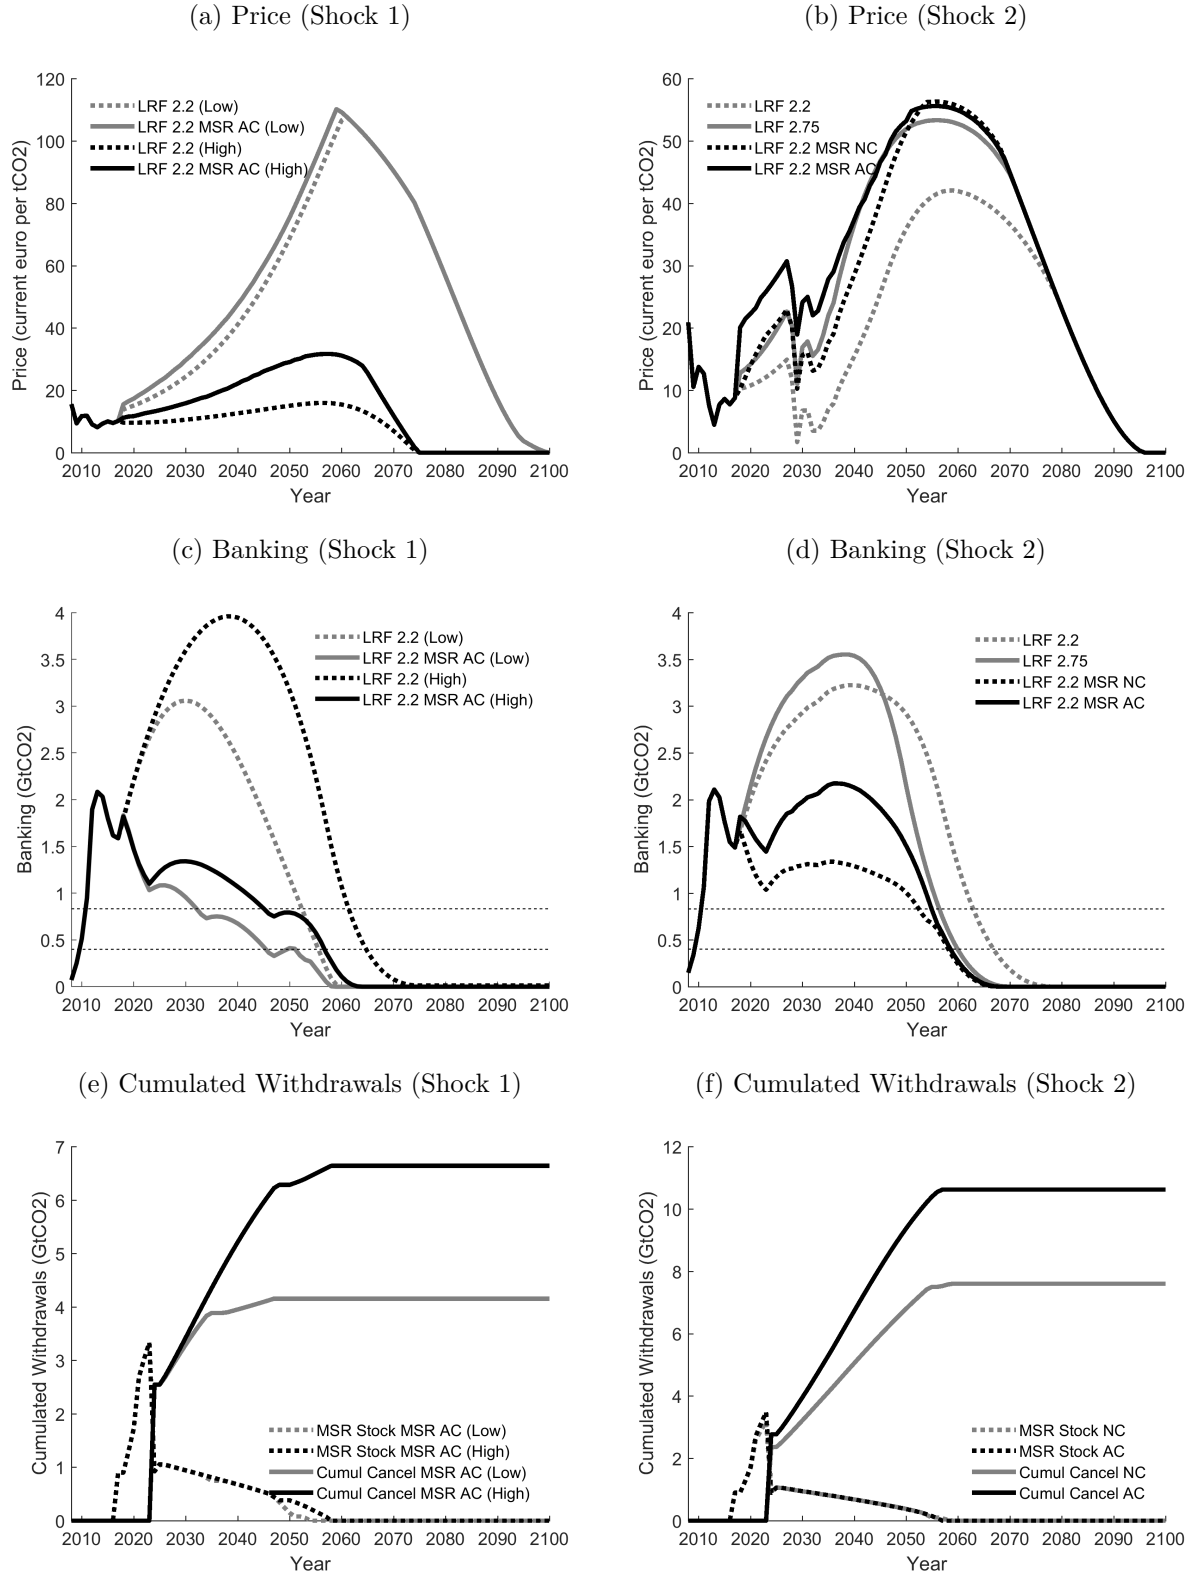 (a) Price (Shock 1)
120
100
80
60
40
20
0
Price (current euro per tCO2)
LRF 2.2 (Low)
LRF 2.2 MSR AC (Low)
LRF 2.2 (High)
LRF 2.2 MSR AC (High)
2010 2020 2030 2040 2050 2060 2070 2080 2090 2100
Year
(b) Price (Shock 2)
60
50
40
30
20
10
0
Price (current euro per tCO2)
LRF 2.2
LRF 2.75
LRF 2.2 MSR NC
LRF 2.2 MSR AC
2010 2020 2030 2040 2050 2060 2070 2080 2090 2100
Year
(c) Banking (Shock 1)
4
3.5
3
2.5
2
1.5
1
0.5
0
Banking (GtCO2)
LRF 2.2 (Low)
LRF 2.2 MSR AC (Low)
LRF 2.2 (High)
LRF 2.2 MSR AC (High)
2010 2020 2030 2040 2050 2060 2070 2080 2090 2100
Year
(d) Banking (Shock 2)
4
3.5
3
2.5
2
1.5
1
0.5
0
Banking (GtCO2)
LRF 2.2
LRF 2.75
LRF 2.2 MSR NC
LRF 2.2 MSR AC
2010 2020 2030 2040 2050 2060 2070 2080 2090 2100
Year
(e) Cumulated Withdrawals (Shock 1)
7
6
5
4
3
2
1
0
Cumulated Withdrawals (GtCO2)
MSR Stock MSR AC (Low)
MSR Stock MSR AC (High)
Cumul Cancel MSR AC (Low)
Cumul Cancel MSR AC (High)
2010 2020 2030 2040 2050 2060 2070 2080 2090 2100
Year
(f) Cumulated Withdrawals (Shock 2)
12
10
8
6
4
2
0
Cumulated Withdrawals (GtCO2)
MSR Stock NC
MSR Stock AC
Cumul Cancel NC
Cumul Cancel AC
2010 2020 2030 2040 2050 2060 2070 2080 2090 2100
Year